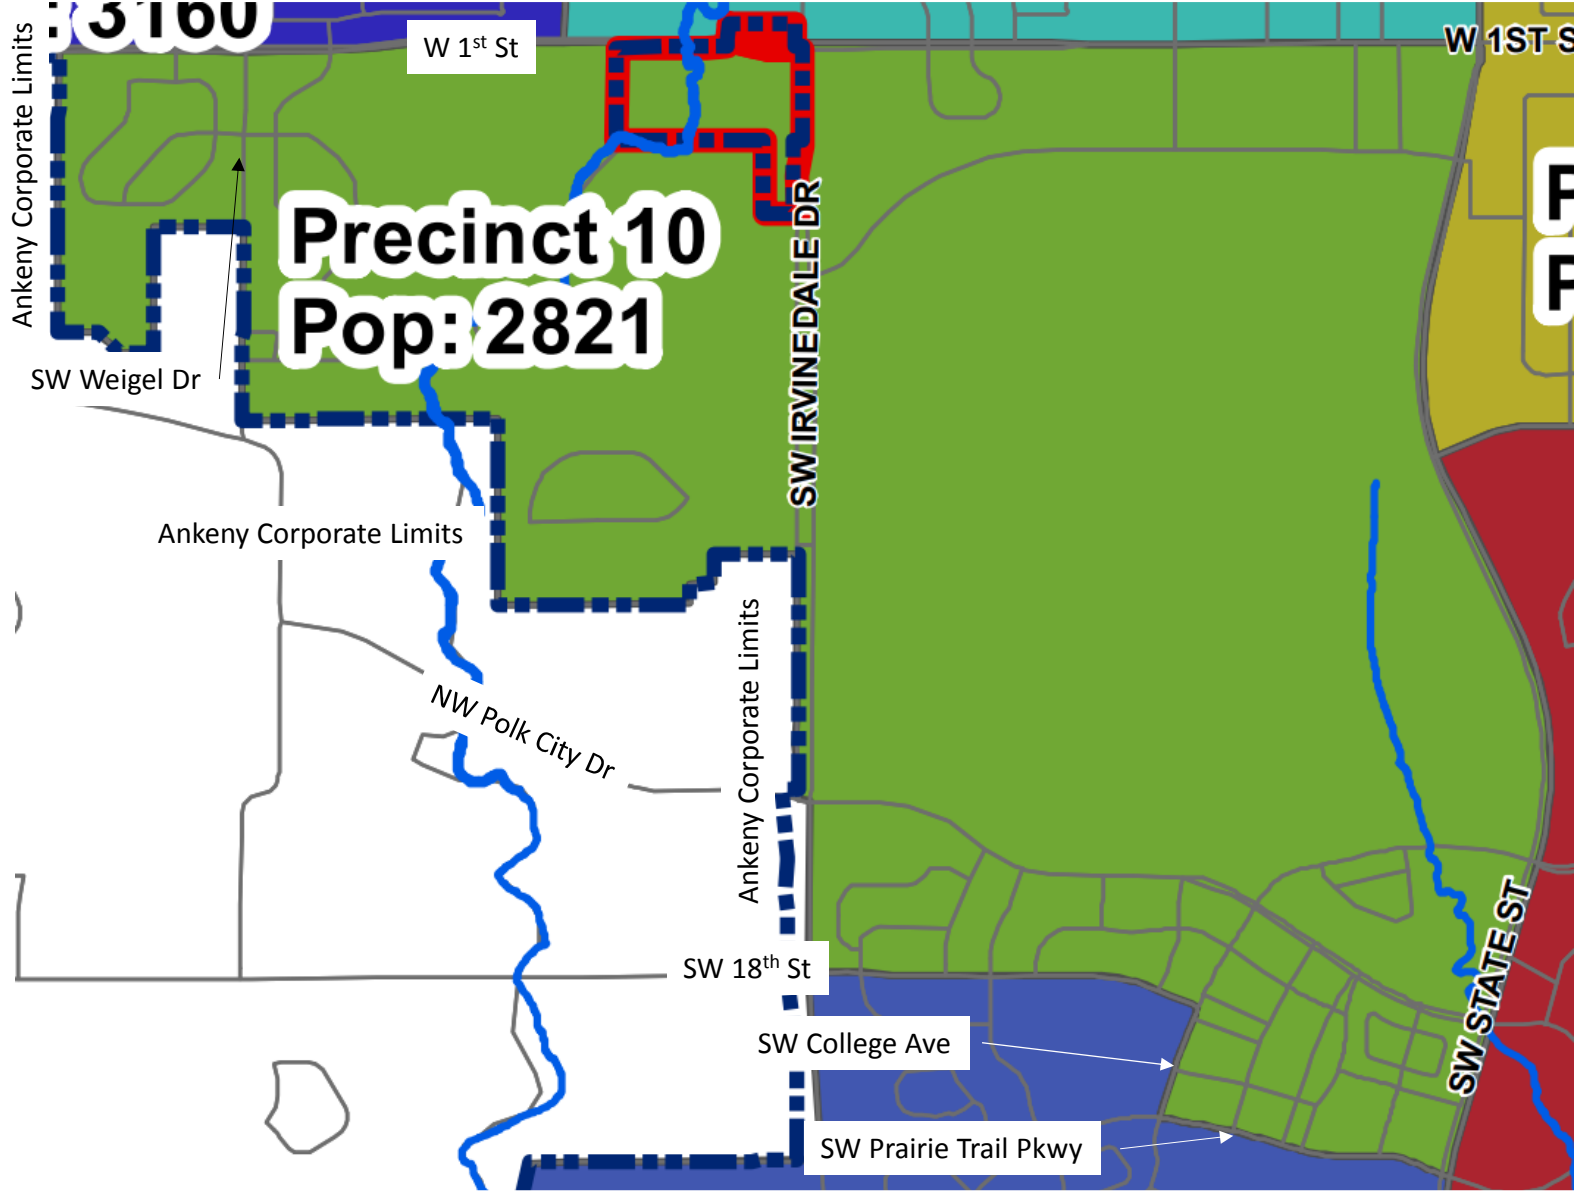 : 3160
W 1st St
W 1ST S
Ankeny Corporate Limits
Precinct 10
Pop: 2821
P
P
SW IRVINEDALE DR
SW Weigel Dr
Ankeny Corporate Limits
Ankeny Corporate Limits
NW Polk City Dr
SW 18th St
SW STATE ST
SW College Ave
SW Prairie Trail Pkwy